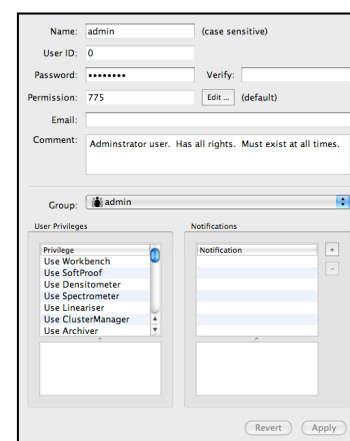 Name: admin (case sensitive)
User ID: 0
Password: •••••••• Verify:
Permission: 775 Edit ... (default)
Email:
Comment: Adminstrator user. Has all rights. Must exist at all times.
Group: admin
User Privileges Notifications
Privilege Notification + -
Use Workbench
Use SoftProof
Use Densitometer
Use Spectrometer
Use Lineariser
Use ClusterManager
Use Archiver
Revert Apply